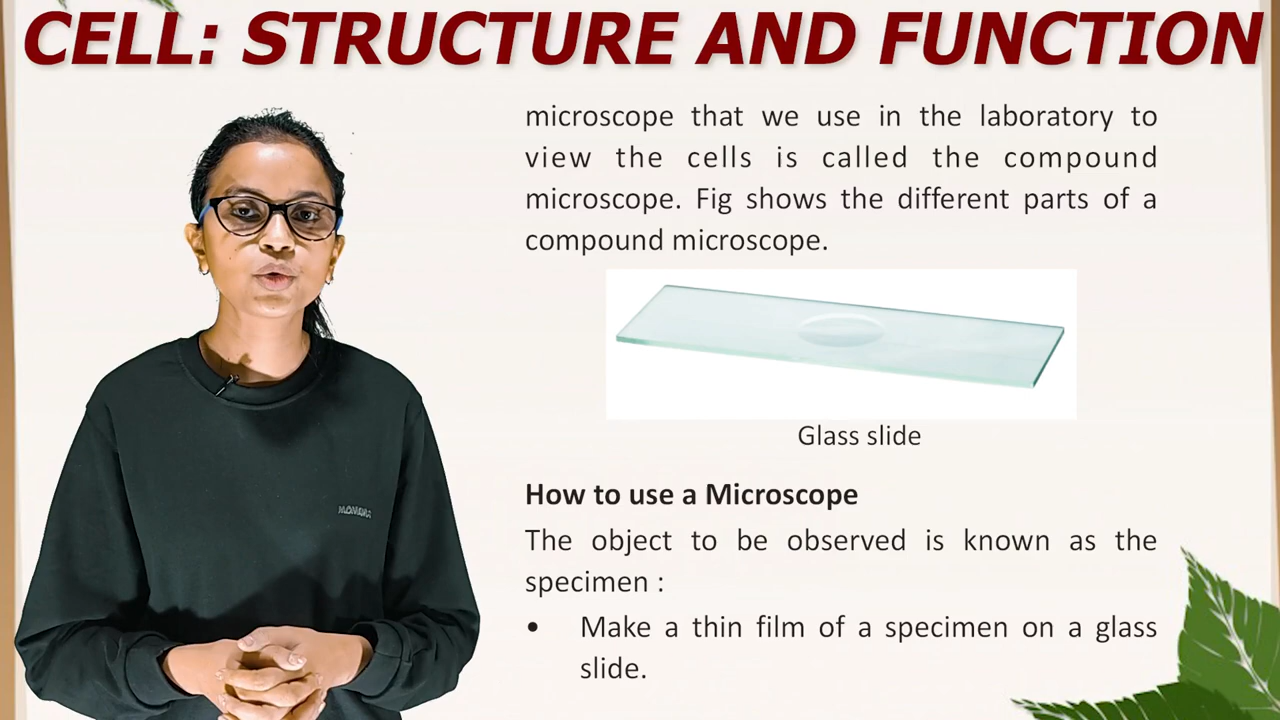 CELL: STRUCTURE AND FUNCTION
microscope that we use in the laboratory to
view the cells is called the compound
microscope. Fig shows the different parts of a
compound microscope.
Glass slide
How to use a Microscope
The object to be observed is known as the
specimen :
• Make a thin film of a specimen on a glass
slide.